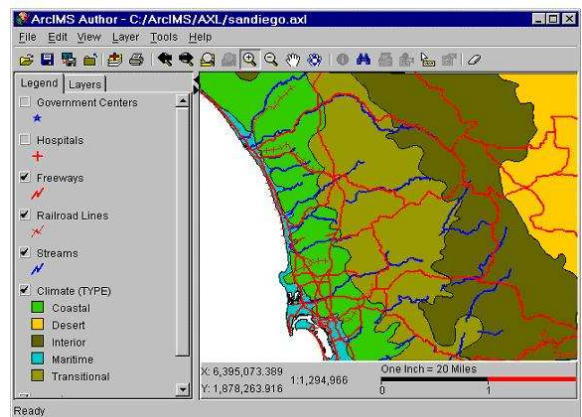 ArcIMS Author - C:/ArcIMS/AXL/sandiego.axl
File Edit View Layer Tools Help
Legend Layers
Government Centers
Hospitals
Freeways
Railroad Lines
Streams
Climate (TYPE)
Coastal
Desert
Interior
Maritime
Transitional
X: 6,395,073.389
Y: 1,878,263.916
1:1,294,966
One Inch = 20 Miles
0 1
Ready